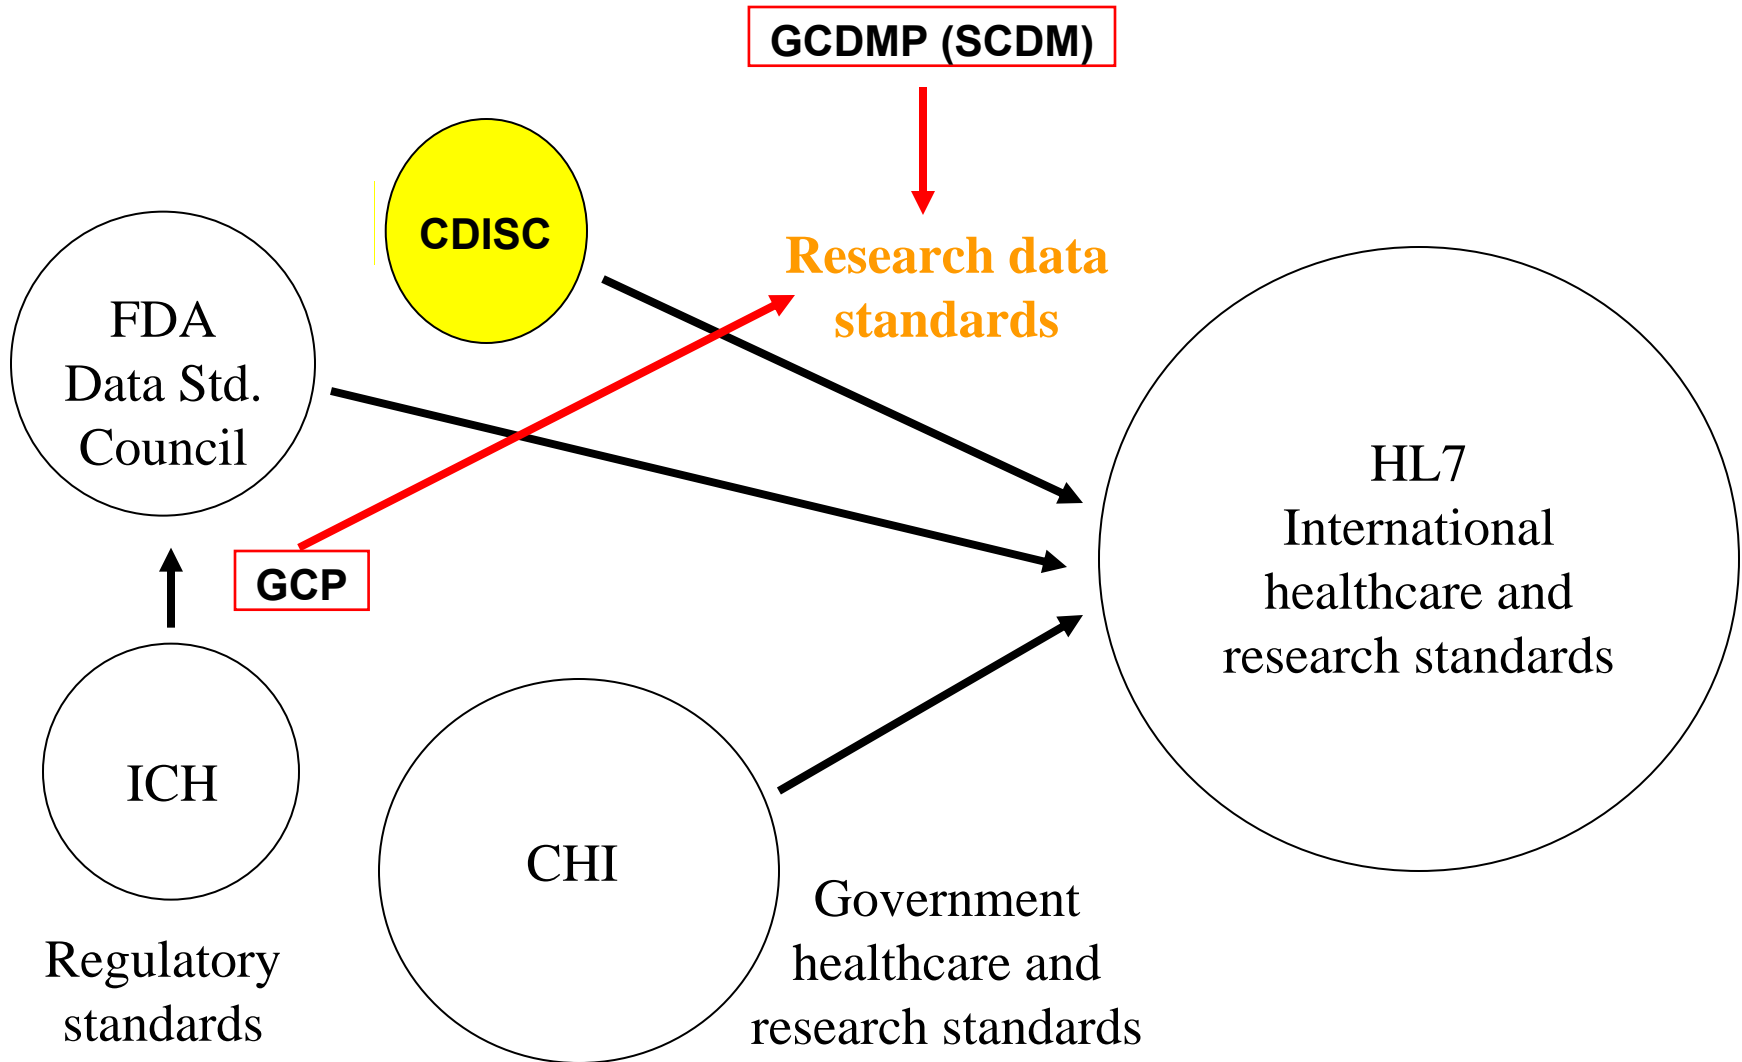 GCDMP (SCDM)
CDISC
Research data
standards
FDA
Data Std.
Council
GCP
HL7
International
healthcare and
research standards
ICH
CHI
Government
healthcare and
research standards
Regulatory
standards